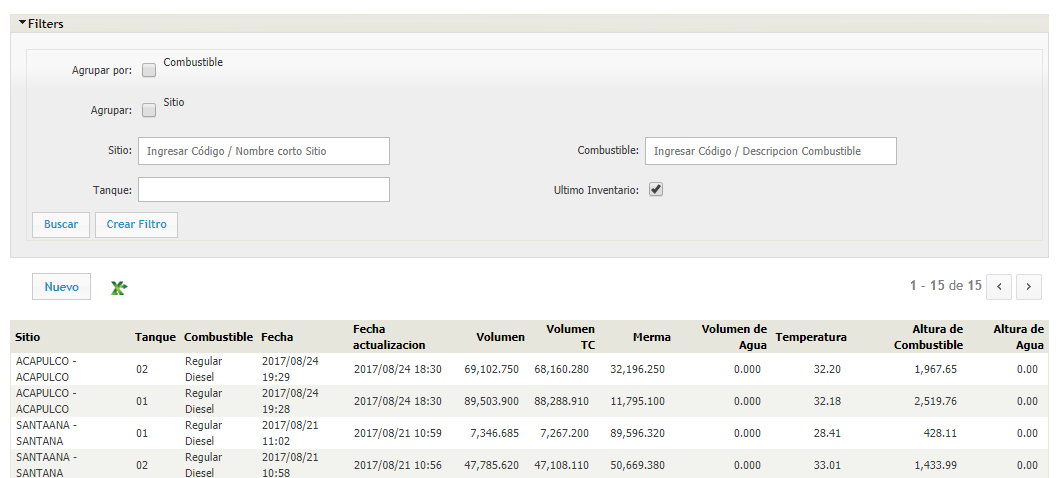 Filters
Agrupar por: Combustible
Agrupar: Sitio
Sitio: Ingresar Código / Nombre corto Sitio Combustible: Ingresar Código / Descripcion Combustible
Tanque: Ultimo Inventario:
Buscar Crear Filtro
Nuevo 1 - 15 de 15 < >
Sitio Tanque Combustible Fecha Fecha actualizacion Volumen Volumen TC Merma Volumen de Agua Temperatura Altura de Combustible Altura de Agua
ACAPULCO - ACAPULCO 02 Regular Diesel 2017/08/24 19:29 2017/08/24 18:30 69,102.750 68,160.280 32,196.250 0.000 32.20 1,967.65 0.00
ACAPULCO - ACAPULCO 01 Regular Diesel 2017/08/24 19:28 2017/08/24 18:30 89,503.900 88,288.910 11,795.100 0.000 32.18 2,519.76 0.00
SANTAANA - SANTANA 01 Regular Diesel 2017/08/21 11:02 2017/08/21 10:59 7,346.685 7,267.200 89,596.320 0.000 28.41 428.11 0.00
SANTAANA - SANTANA 02 Regular Diesel 2017/08/21 10:58 2017/08/21 10:56 47,785.620 47,108.110 50,669.380 0.000 33.01 1,433.99 0.00